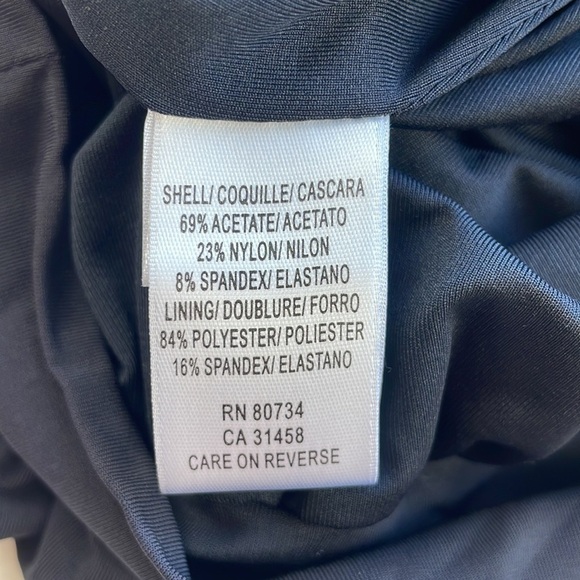 SHELL/ COQUILLE/ CASCARA
69% ACETATE/ ACETATO
23% NYLON/ NILON
8% SPANDEX/ ELASTANO
LINING/ DOUBLURE/ FORRO
84% POLYESTER/ POLIESTER
16% SPANDEX/ ELASTANO
RN 80734
CA 31458
CARE ON REVERSE